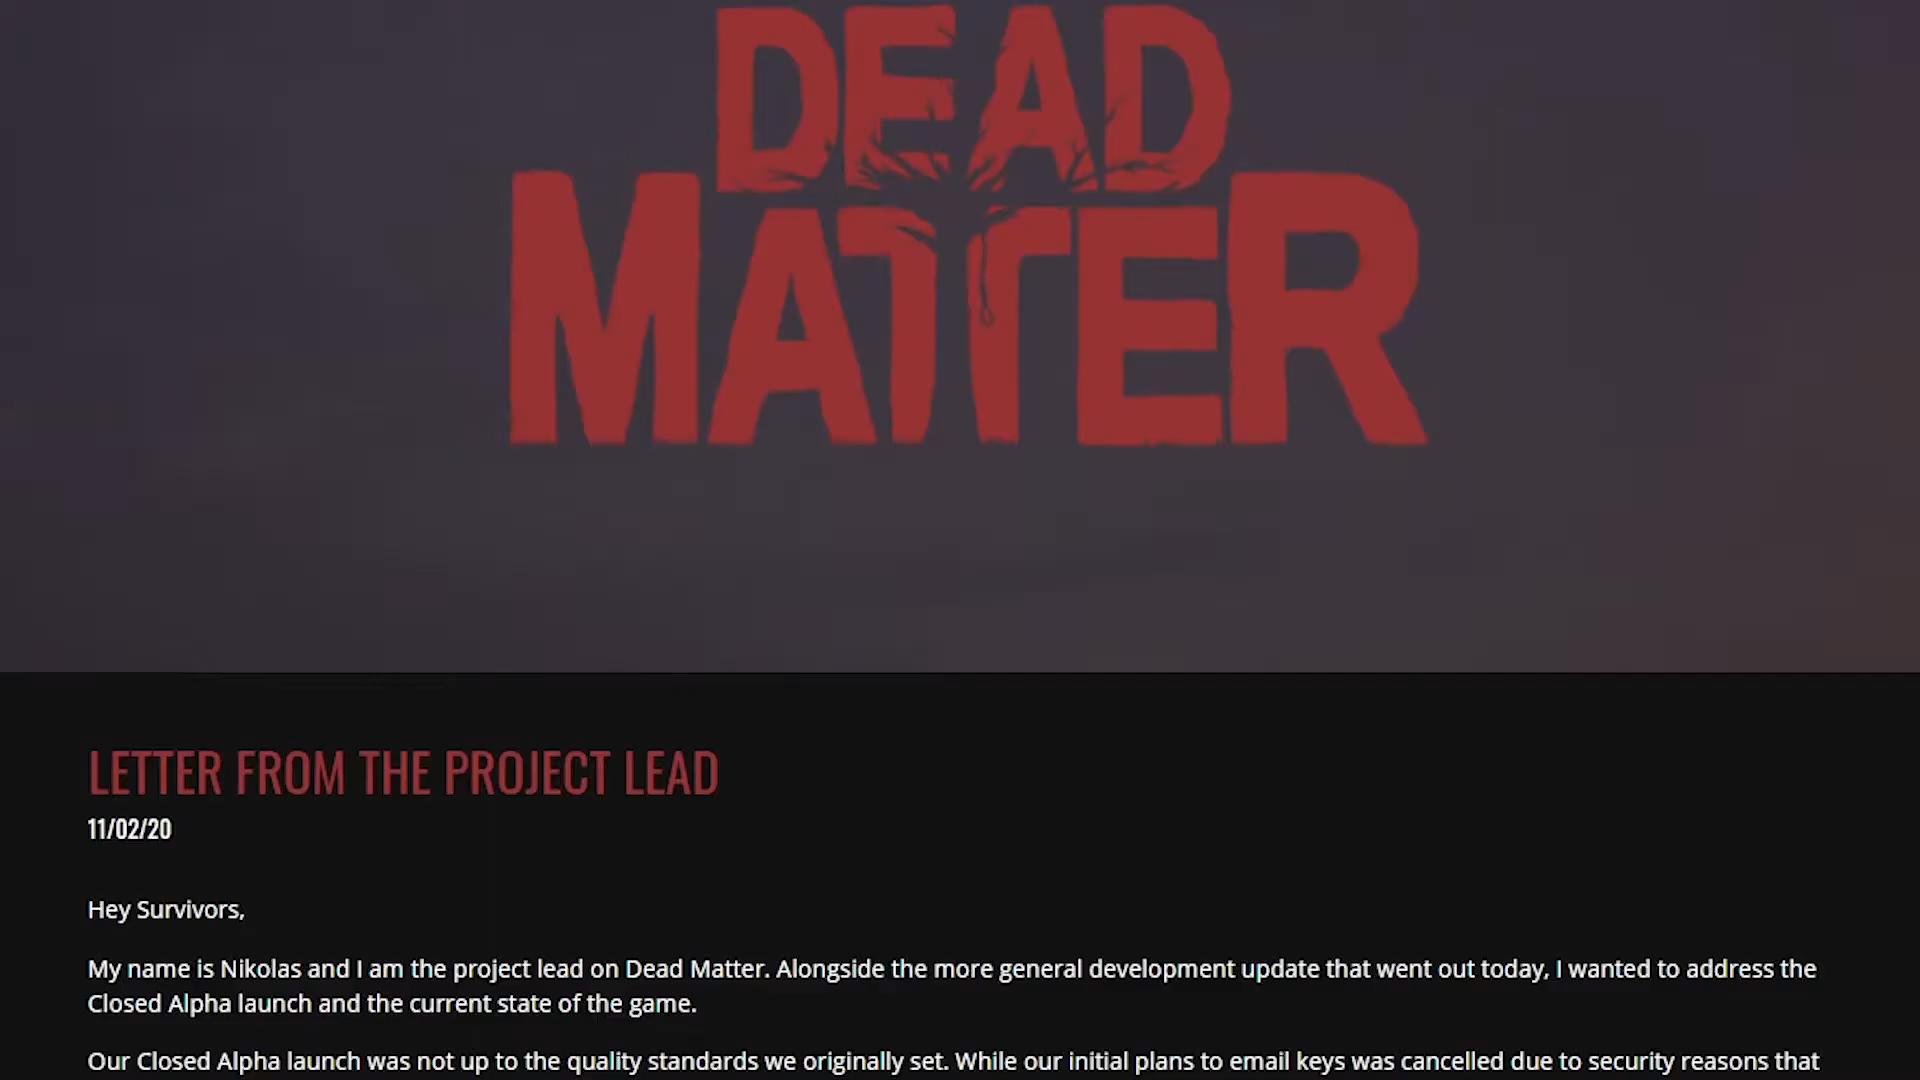 DEAD
MATTER
LETTER FROM THE PROJECT LEAD
11/02/20
Hey Survivors,
My name is Nikolas and I am the project lead on Dead Matter. Alongside the more general development update that went out today, I wanted to address the
Closed Alpha launch and the current state of the game.
Our Closed Alpha launch was not up to the quality standards we originally set. While our initial plans to email keys was cancelled due to security reasons that